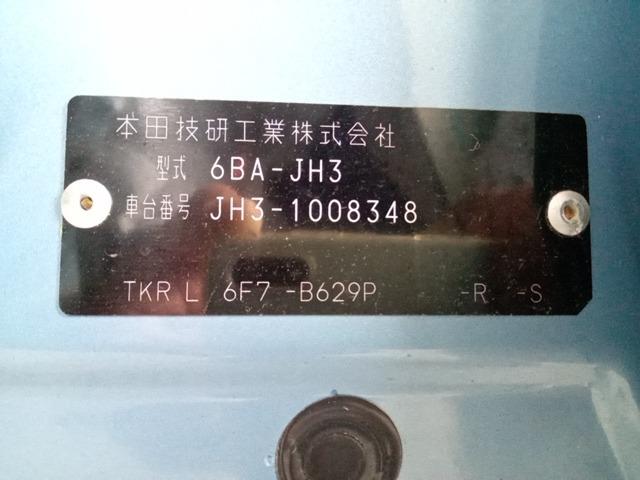 本田技研工業株式会社
型式 6BA-JH3
車台番号 JH3-1008348
TKR L 6F7 -B629P -R -S